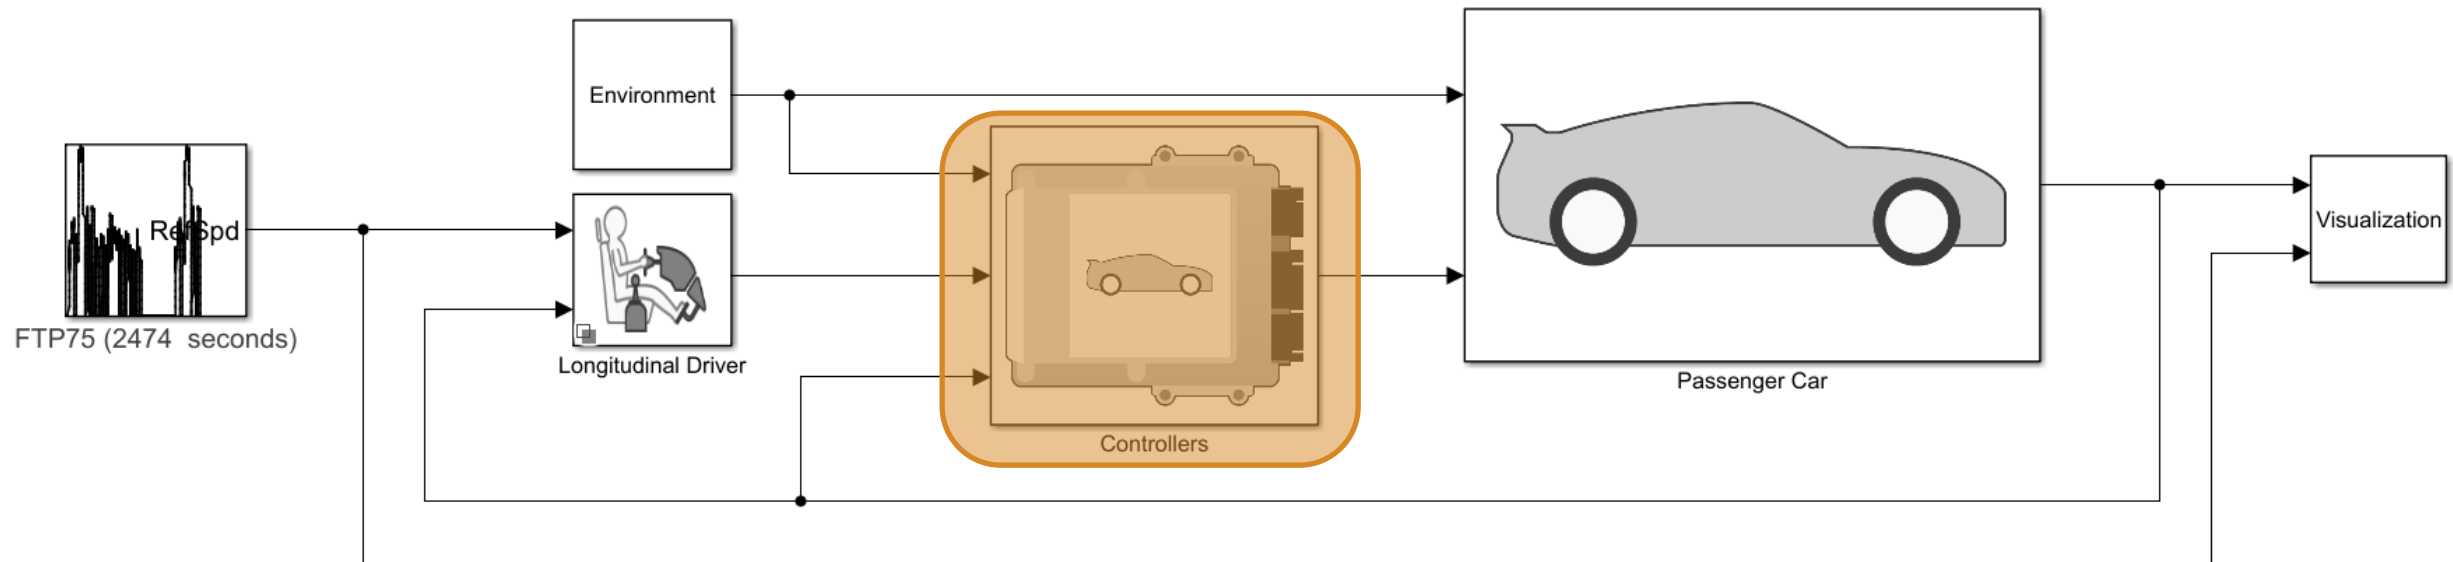 Environment
RefSpd
FTP75 (2474  seconds)
Longitudinal Driver
Controllers
Passenger Car
Visualization